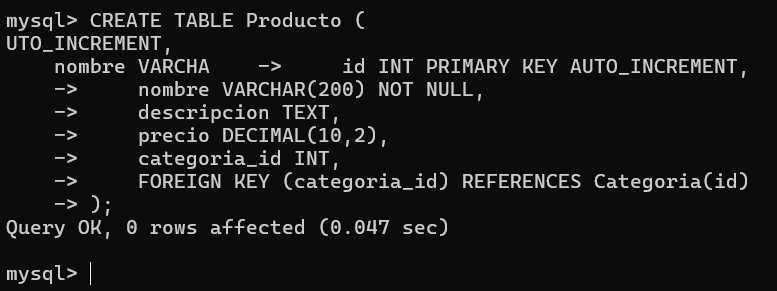 mysql> CREATE TABLE Producto (
UTO_INCREMENT,
    nombre VARCHA    ->     id INT PRIMARY KEY AUTO_INCREMENT,
    ->     nombre VARCHAR(200) NOT NULL,
    ->     descripcion TEXT,
    ->     precio DECIMAL(10,2),
    ->     categoria_id INT,
    ->     FOREIGN KEY (categoria_id) REFERENCES Categoria(id)
    -> );
Query OK, 0 rows affected (0.047 sec)

mysql>